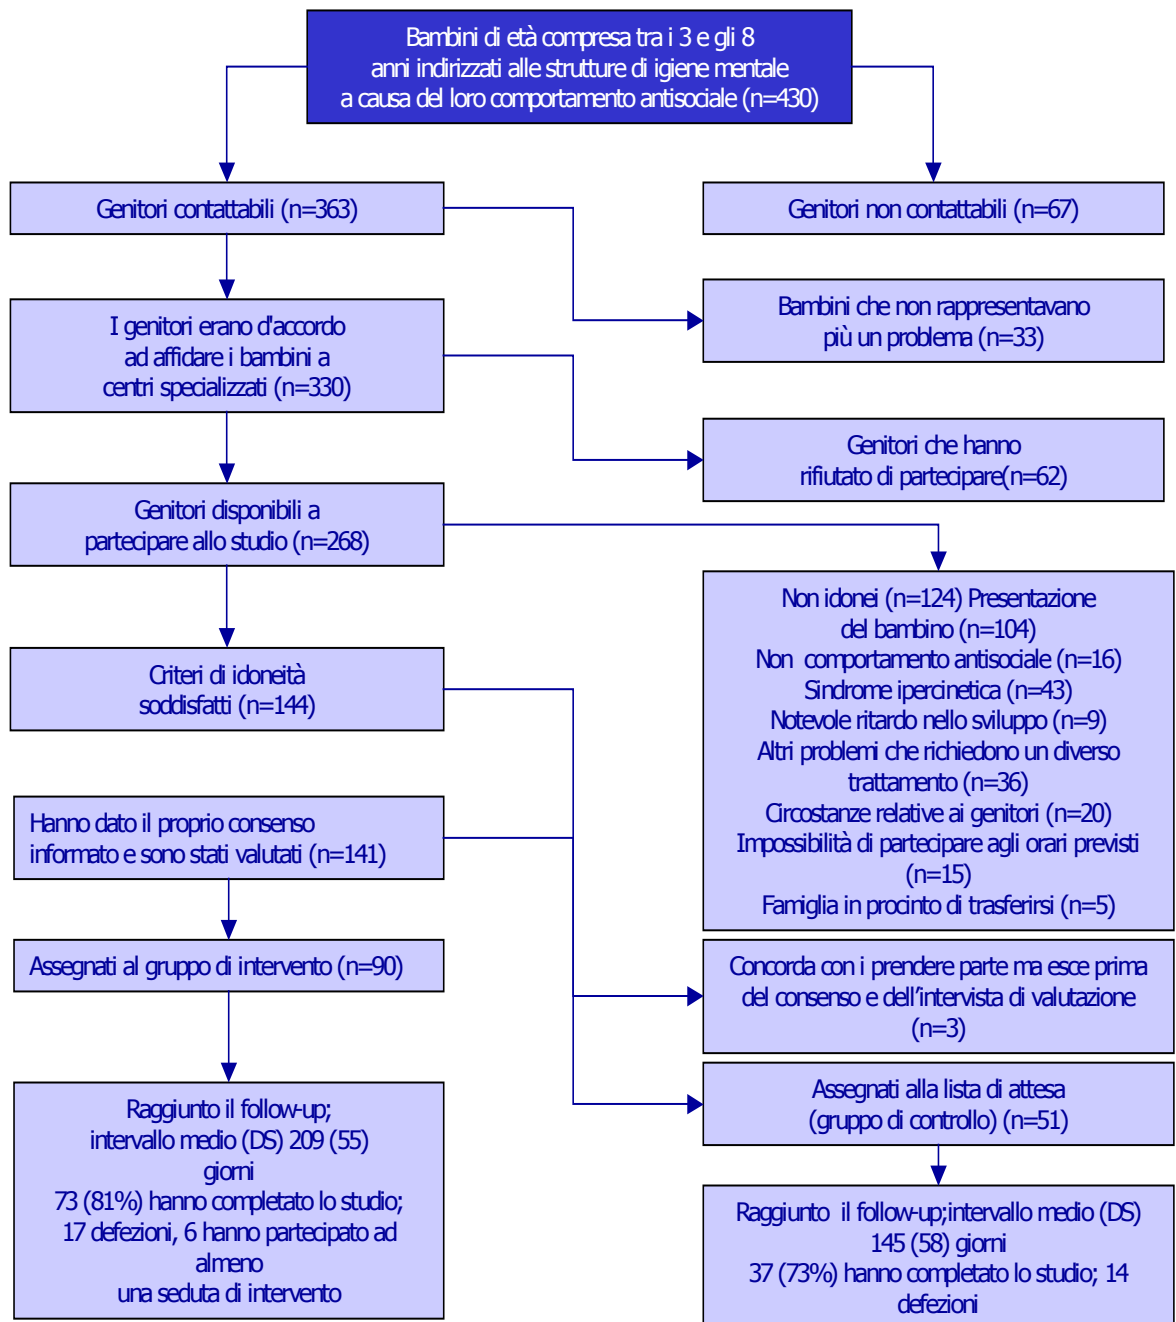 Bambini di età compresa tra i 3 e gli 8
anni indirizzati alle strutture di igiene mentale
a causa del loro comportamento antisociale (n=430)
Genitori contattabili (n=363)
Genitori non contattabili (n=67)
I genitori erano d'accordo
ad affidare i bambini a
centri specializzati (n=330)
Bambini che non rappresentavano
più un problema (n=33)
Genitori che hanno
rifiutato di partecipare(n=62)
Genitori disponibili a
partecipare allo studio (n=268)
Non idonei (n=124) Presentazione
del bambino (n=104)
Non comportamento antisociale (n=16)
Sindrome ipercinetica (n=43)
Notevole ritardo nello sviluppo (n=9)
Altri problemi che richiedono un diverso
trattamento (n=36)
Circostanze relative ai genitori (n=20)
Impossibilità di partecipare agli orari previsti
(n=15)
Famiglia in procinto di trasferirsi (n=5)
Criteri di idoneità
soddisfatti (n=144)
Hanno dato il proprio consenso
informato e sono stati valutati (n=141)
Assegnati al gruppo di intervento (n=90)
Concorda con i prendere parte ma esce prima
del consenso e dell'intervista di valutazione
(n=3)
Assegnati alla lista di attesa
(gruppo di controllo) (n=51)
Raggiunto il follow-up;
intervallo medio (DS) 209 (55)
giorni
73 (81%) hanno completato lo studio;
17 defezioni, 6 hanno partecipato ad
almeno
una seduta di intervento
Raggiunto il follow-up;intervallo medio (DS)
145 (58) giorni
37 (73%) hanno completato lo studio; 14
defezioni